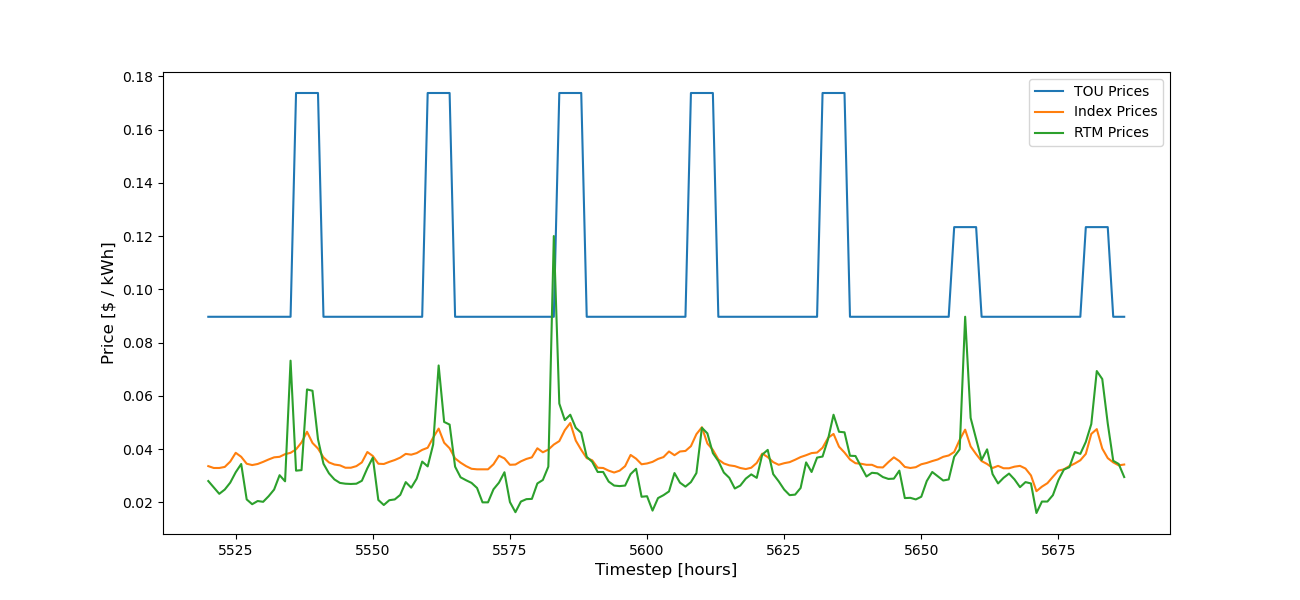 Price [$ / kWh]
0.18
0.16
0.14
0.12
0.10
0.08
0.06
0.04
0.02
TOU Prices
Index Prices
RTM Prices
5525 5550 5575 5600 5625 5650 5675
Timestep [hours]